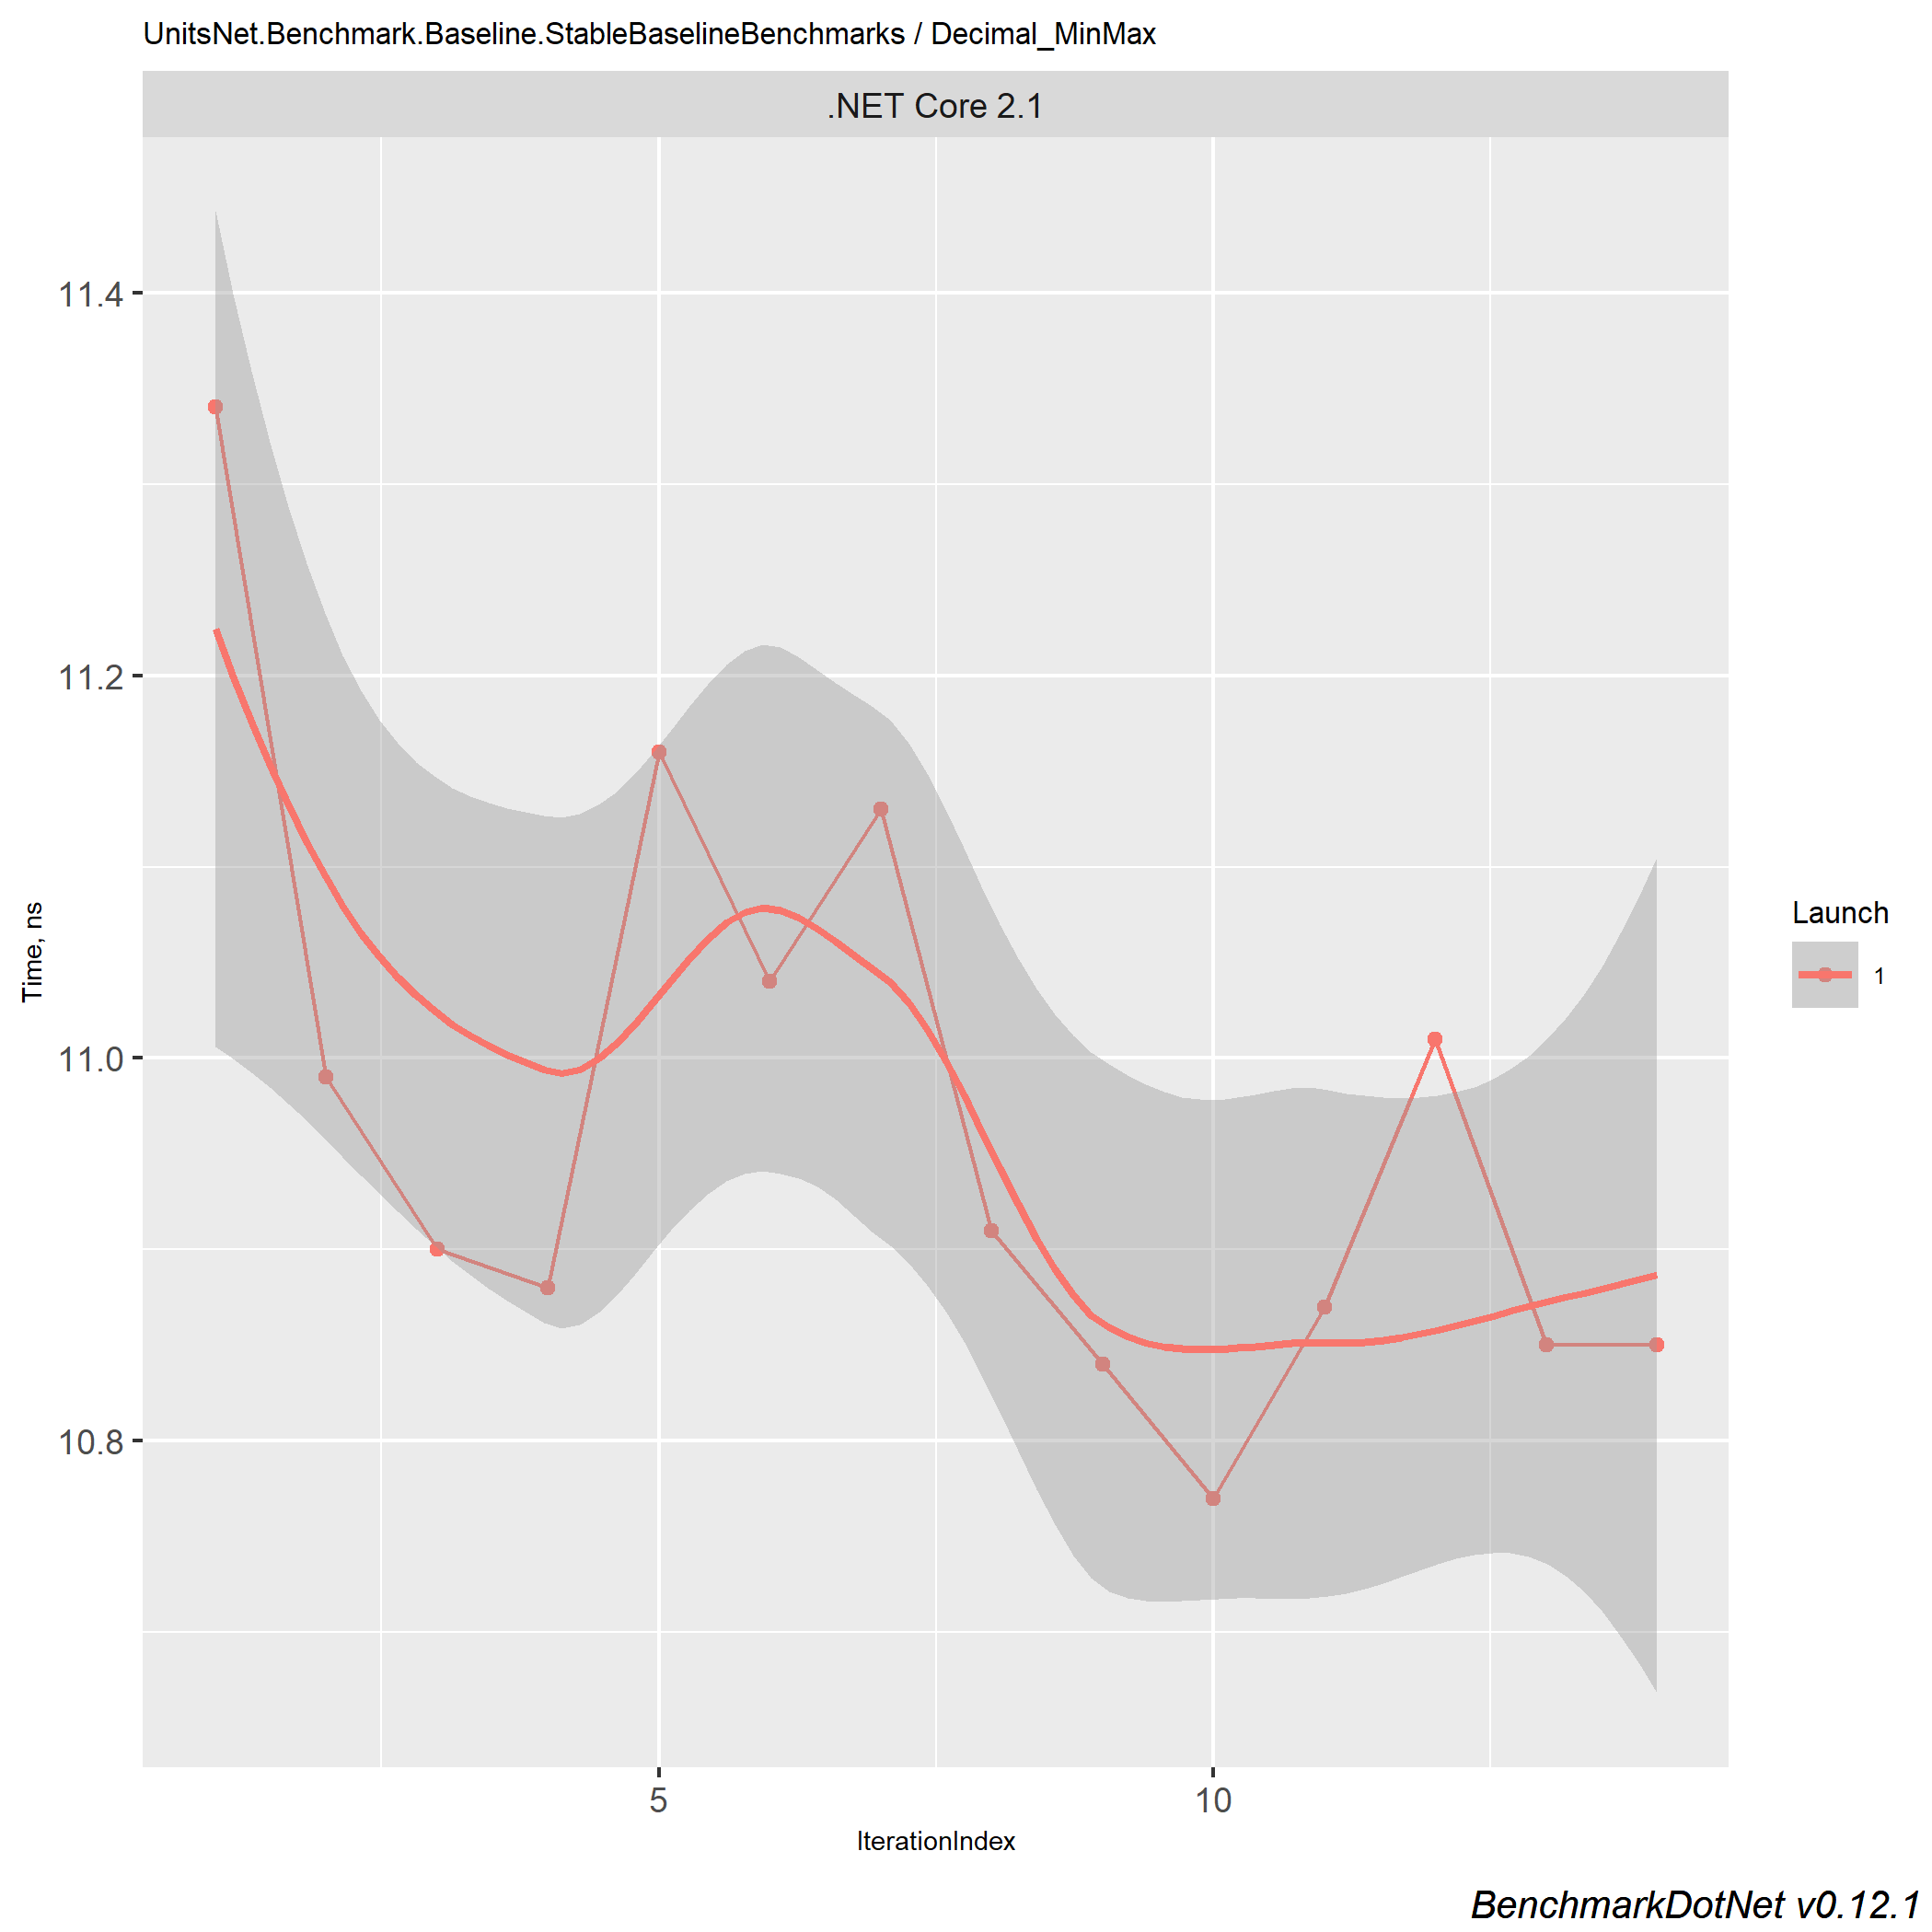 UnitsNet.Benchmark.Baseline.StableBaselineBenchmarks / Decimal_MinMax
.NET Core 2.1
11.4
11.2
11.0
10.8
Time, ns
5
10
IterationIndex
Launch
1
BenchmarkDotNet v0.12.1